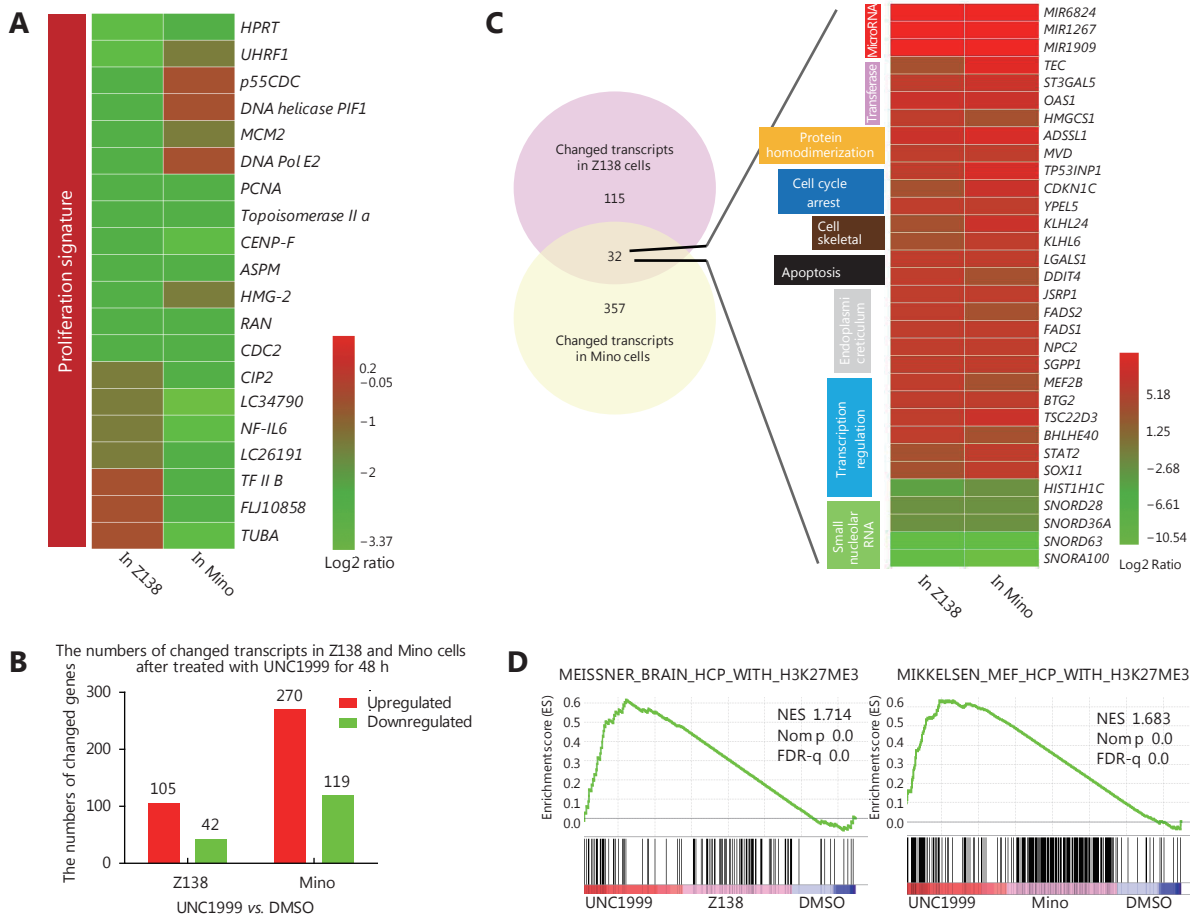 A
Proliferation signature
HPRT
UHRF1
p55CDC
DNA helicase PIF1
MCM2
DNA Pol E2
PCNA
Topoisomerase II a
CENP-F
ASPM
HMG-2
RAN
CDC2
CIP2
LC34790
NF-IL6
LC26191
TF II B
FLJ10858
TUBA
In Z138
In Mino
0.2
−0.05
−1
−2
−3.37
Log2 ratio
B
The numbers of changed transcripts in Z138 and Mino cells
after treated with UNC1999 for 48 h
The numbers of changed genes
300
200
100
0
105
42
270
119
Upregulated
Downregulated
Z138
Mino
UNC1999 vs. DMSO
C
Changed transcripts
in Z138 cells
115
32
357
Changed transcripts
in Mino cells
MicroRNA
Transferase
Protein
homodimerization
Cell cycle
arrest
Cell
skeletal
Apoptosis
Endoplasmi
creticulum
Transcription
regulation
Small
nucleolar
RNA
MIR6824
MIR1267
MIR1909
TEC
ST3GAL5
OAS1
HMGCS1
ADSSL1
MVD
TP53INP1
CDKN1C
YPEL5
KLHL24
KLHL6
LGALS1
DDIT4
JSRP1
FADS2
FADS1
NPC2
SGPP1
MEF2B
BTG2
TSC22D3
BHLHE40
STAT2
SOX11
HIST1H1C
SNORD28
SNORD36A
SNORD63
SNORA100
In Z138
In Mino
5.18
1.25
−2.68
−6.61
−10.54
Log2 Ratio
D
MEISSNER_BRAIN_HCP_WITH_H3K27ME3
Enrichment score (ES)
0.6
0.5
0.4
0.3
0.2
0.1
0.0
NES 1.714
Nom p 0.0
FDR-q 0.0
UNC1999
Z138
DMSO
MIKKELSEN_MEF_HCP_WITH_H3K27ME3
Enrichment score (ES)
0.6
0.5
0.4
0.3
0.2
0.1
0.0
NES 1.683
Nom p 0.0
FDR-q 0.0
UNC1999
Mino
DMSO